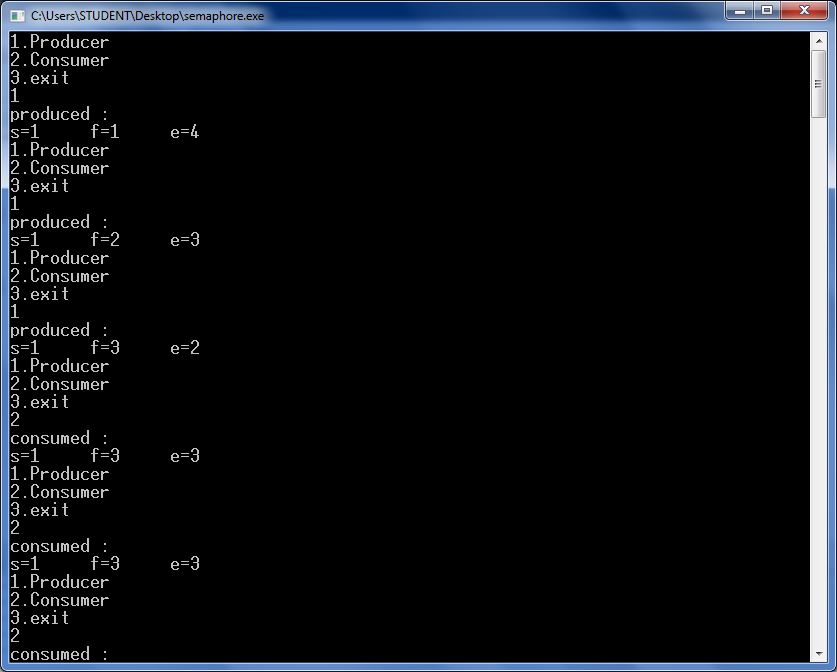 C:\Users\STUDENT\Desktop\semaphore.exe
1.Producer
2.Consumer
3.exit
1
produced :
s=1 f=1 e=4
1.Producer
2.Consumer
3.exit
1
produced :
s=1 f=2 e=3
1.Producer
2.Consumer
3.exit
1
produced :
s=1 f=3 e=2
1.Producer
2.Consumer
3.exit
2
consumed :
s=1 f=3 e=3
1.Producer
2.Consumer
3.exit
2
consumed :
s=1 f=3 e=3
1.Producer
2.Consumer
3.exit
2
consumed :